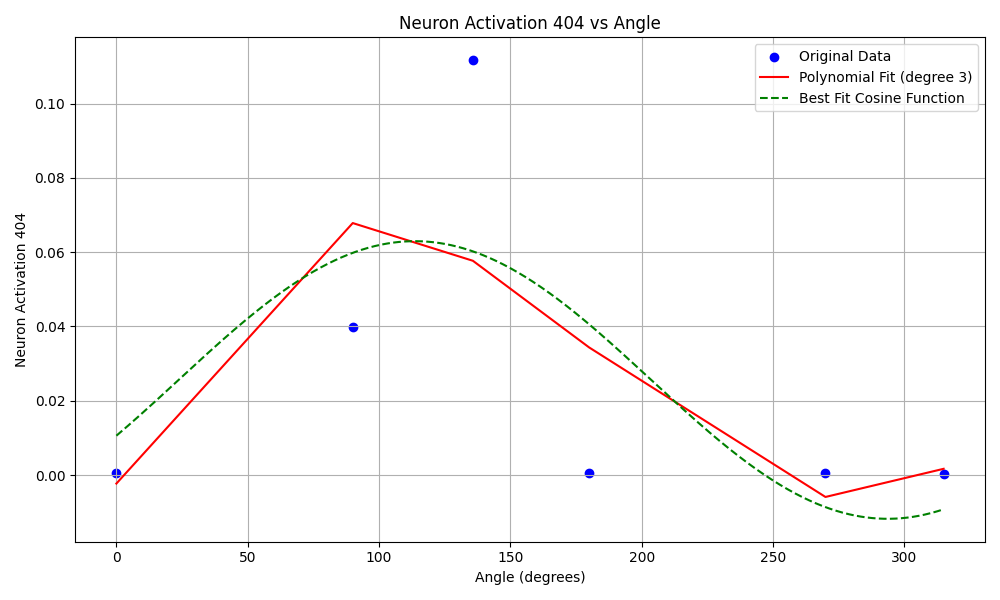 Neuron Activation 404 vs Angle
Original Data
Polynomial Fit (degree 3)
Best Fit Cosine Function
Neuron Activation 404
0.10
0.08
0.06
0.04
0.02
0.00
0 50 100 150 200 250 300
Angle (degrees)